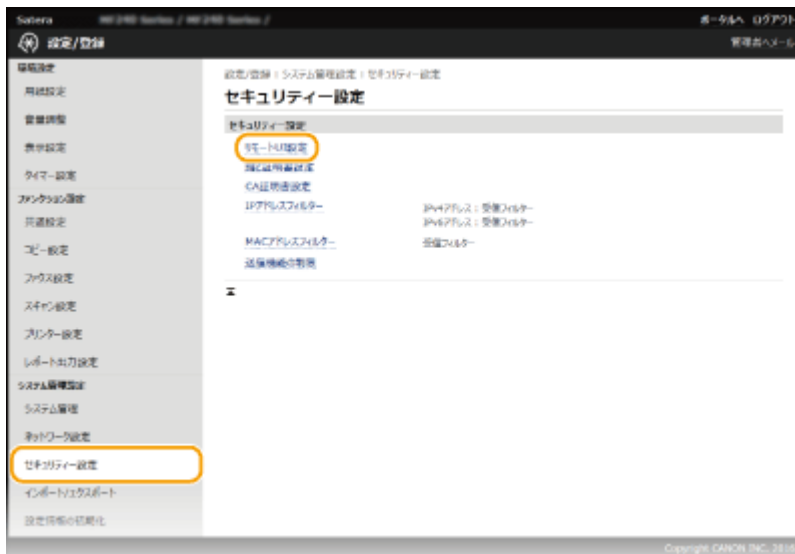 Satera MF240 Series / MF240 Series / ポータルへ ログアウト
設定/登録 管理者へメール
環境設定
用紙設定
音量調整
表示設定
タイマー設定
ファンクション設定
共通設定
コピー設定
ファクス設定
スキャン設定
プリンター設定
レポート出力設定
システム管理設定
システム管理
ネットワーク設定
セキュリティー設定
インポート/エクスポート
設定情報の初期化
設定/登録 : システム管理設定 : セキュリティー設定
セキュリティー設定
セキュリティー設定
リモートUI設定
鍵と証明書設定
CA証明書設定
IPアドレスフィルター IPv4アドレス : 受信フィルター
IPv6アドレス : 受信フィルター
MACアドレスフィルター 受信フィルター
送信機能の制限
Copyright CANON INC. 2016